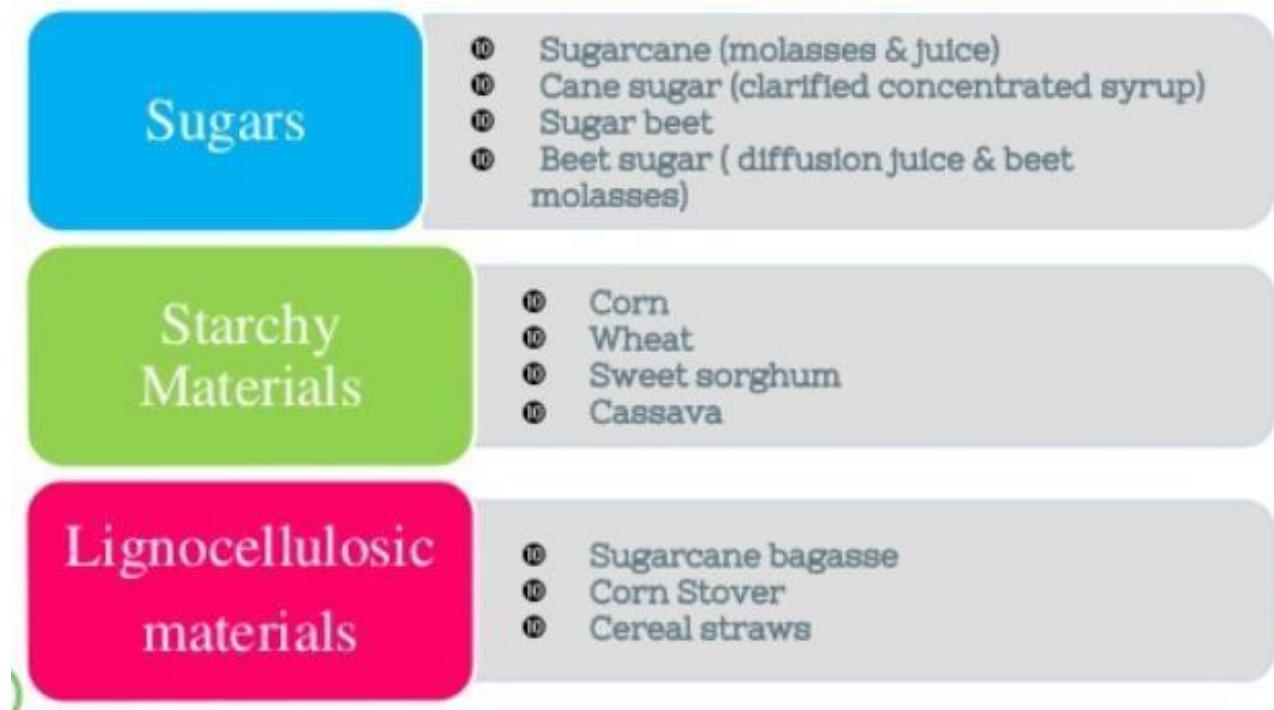 Sugars
❿ Sugarcane (molasses & juice)
❿ Cane sugar (clarified concentrated syrup)
❿ Sugar beet
❿ Beet sugar ( diffusion juice & beet
molasses)
Starchy
Materials
❿ Corn
❿ Wheat
❿ Sweet sorghum
❿ Cassava
Lignocellulosic
materials
❿ Sugarcane bagasse
❿ Corn Stover
❿ Cereal straws